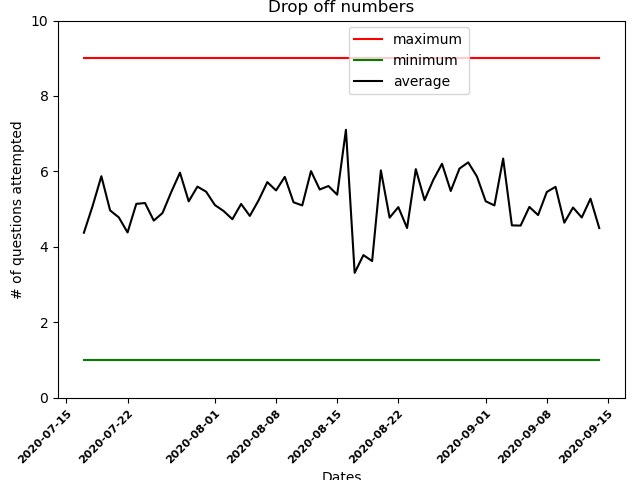 Drop off numbers
maximum
minimum
average
# of questions attempted
10
8
6
4
2
0
2020-07-15
2020-07-22
2020-08-01
2020-08-08
2020-08-15
2020-08-22
2020-09-01
2020-09-08
2020-09-15
Dates